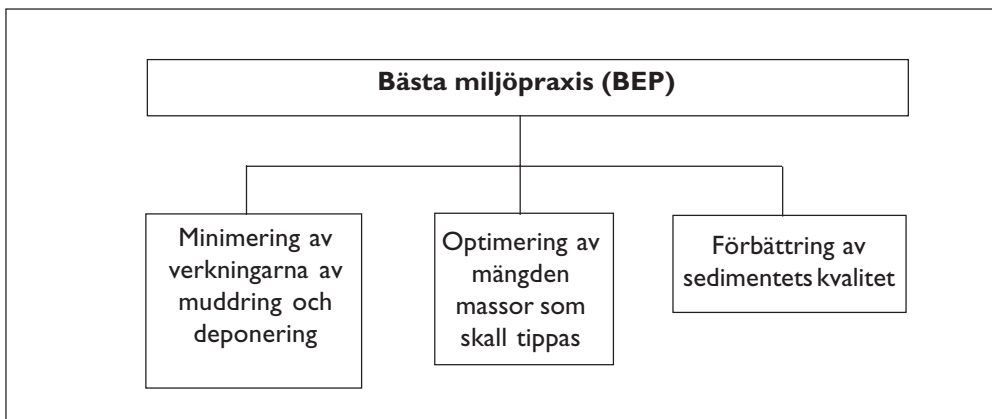 Bästa miljöpraxis (BEP)
Minimering av
verkningarna av
muddring och
deponering
Optimering av
mängden
massor som
skall tippas
Förbättring av
sedimentets kvalitet